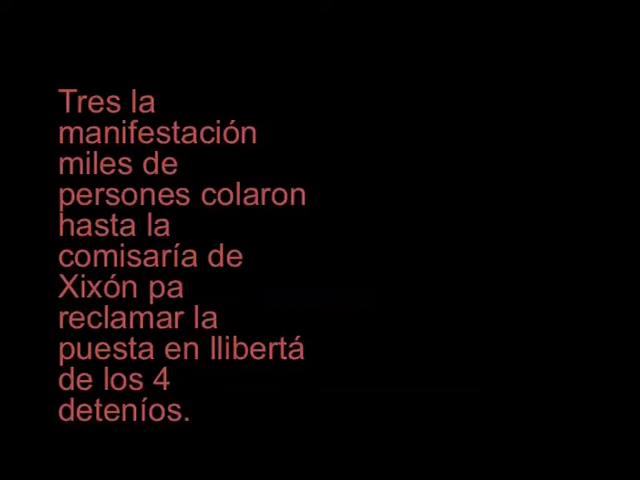 Tres la
manifestación
miles de
persones colaron
hasta la
comisaría de
Xixón pa
reclamar la
puesta en llibertá
de los 4
deteníos.